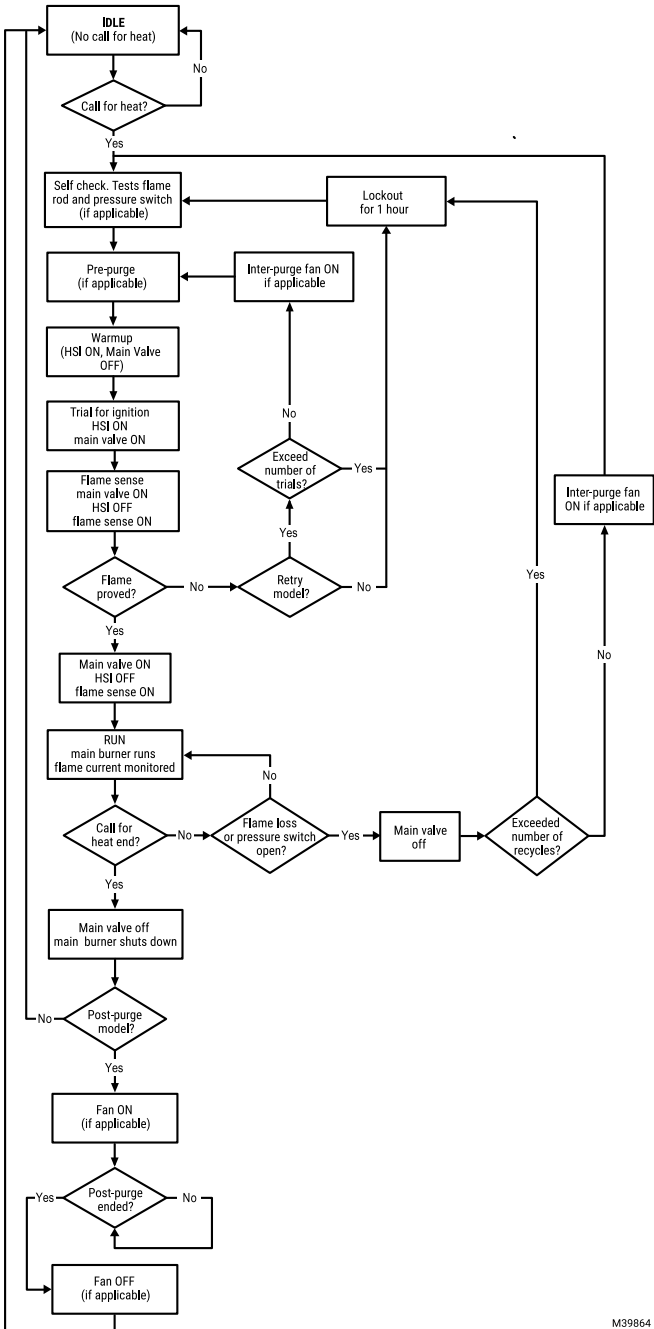 IDLE
(No call for heat)
No
Call for heat?
Yes
Self check. Tests flame
rod and pressure switch
(if applicable)
Lockout
for 1 hour
Pre-purge
(if applicable)
Inter-purge fan ON
if applicable
Warmup
(HSI ON, Main Valve
OFF)
Trial for ignition
HSI ON
main valve ON
No
Exceed
number of
trials?
Yes
Flame sense
main valve ON
HSI OFF
flame sense ON
Inter-purge fan
ON if applicable
Yes
Flame
proved?
No
Retry
model?
No
Yes
Yes
No
Main valve ON
HSI OFF
flame sense ON
RUN
main burner runs
flame current monitored
No
Call for
heat end?
No
Flame loss
or pressure switch
open?
Yes
Main valve
off
Exceeded
number of
recycles?
Yes
Main valve off
main burner shuts down
No
Post-purge
model?
Yes
Fan ON
(if applicable)
Yes
Post-purge
ended?
No
Fan OFF
(if applicable)
M39864